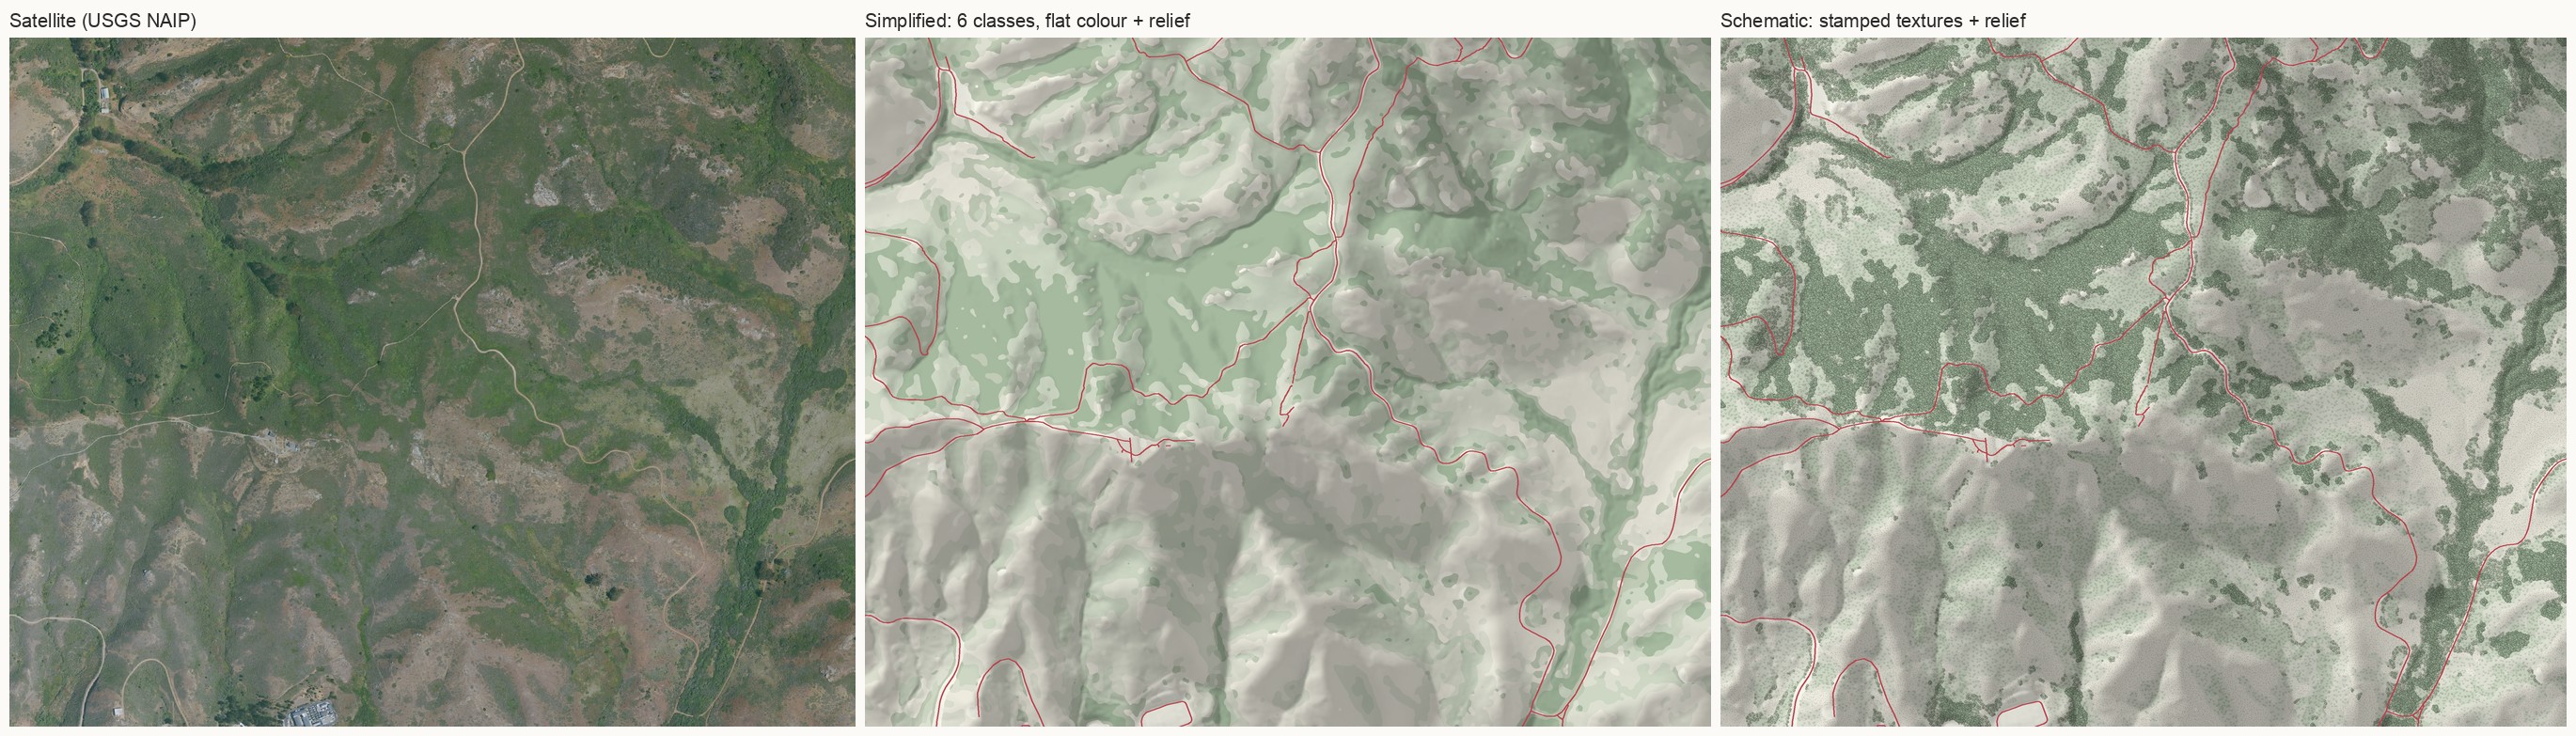 Satellite (USGS NAIP)
Simplified: 6 classes, flat colour + relief
Schematic: stamped textures + relief